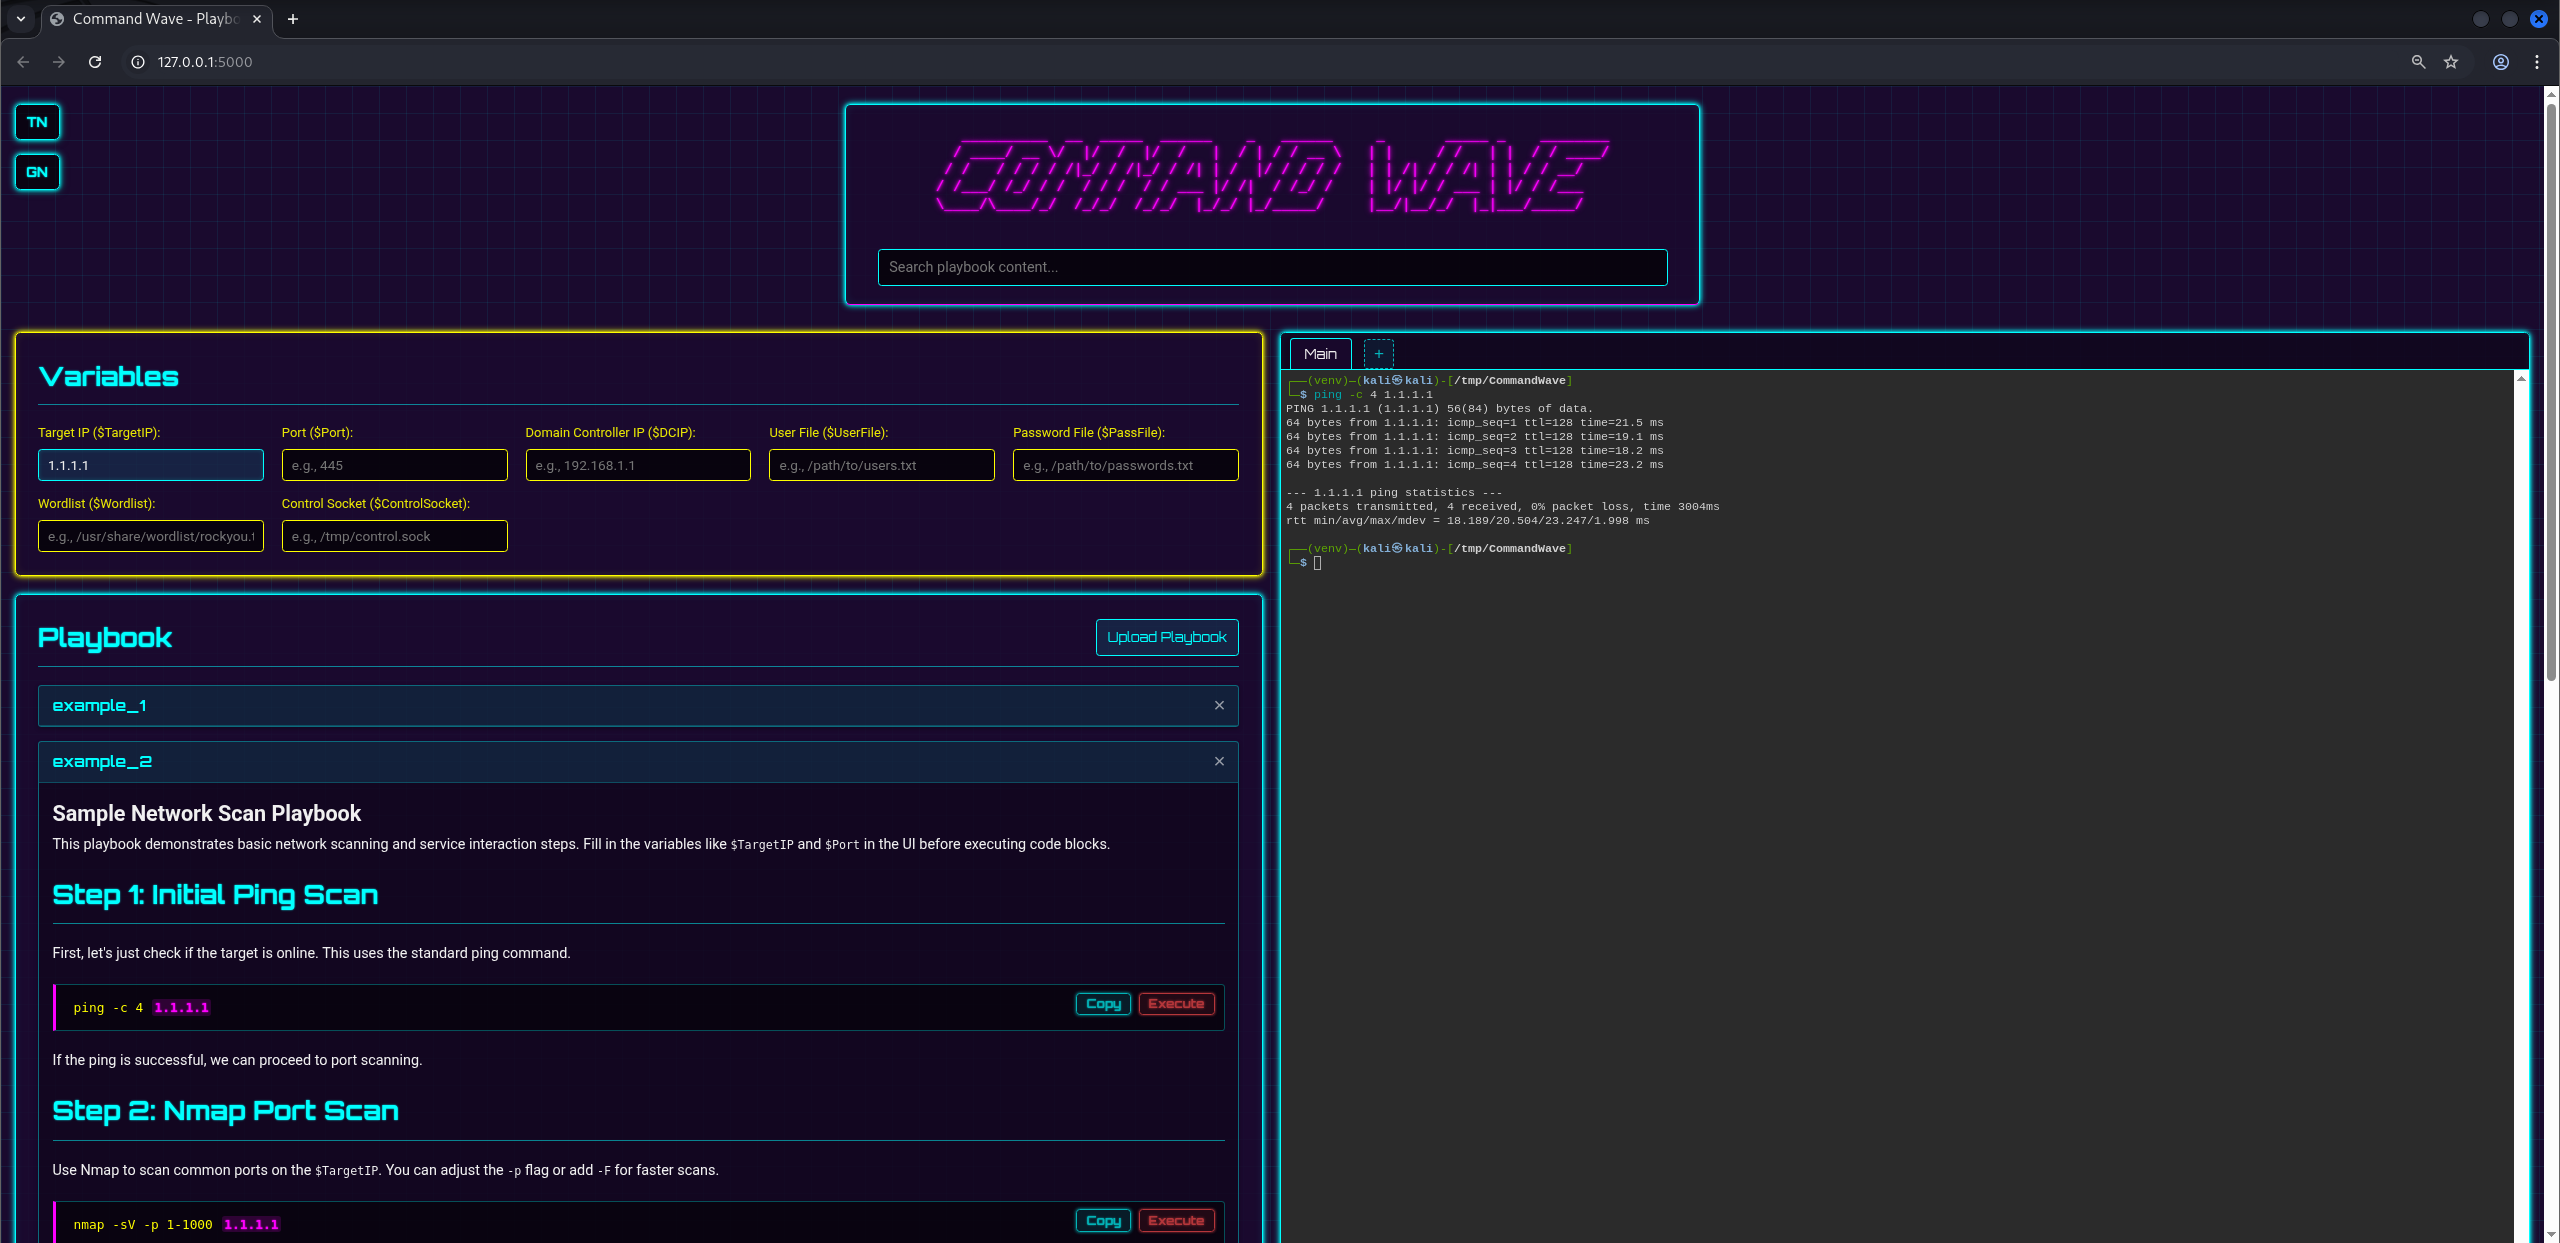 Command Wave - Playbo
127.0.0.1:5000
TN
GN
COMMAND WAVE
Search playbook content...
Variables
Target IP ($TargetIP):
Port ($Port):
Domain Controller IP ($DCIP):
User File ($UserFile):
Password File ($PassFile):
1.1.1.1
e.g., 445
e.g., 192.168.1.1
e.g., /path/to/users.txt
e.g., /path/to/passwords.txt
Wordlist ($Wordlist):
Control Socket ($ControlSocket):
e.g., /usr/share/wordlist/rockyou.t
e.g., /tmp/control.sock
Playbook
Upload Playbook
example_1
×
example_2
×
Sample Network Scan Playbook
This playbook demonstrates basic network scanning and service interaction steps. Fill in the variables like $TargetIP and $Port in the UI before executing code blocks.
Step 1: Initial Ping Scan
First, let's just check if the target is online. This uses the standard ping command.
ping -c 4 1.1.1.1
Copy
Execute
If the ping is successful, we can proceed to port scanning.
Step 2: Nmap Port Scan
Use Nmap to scan common ports on the $TargetIP. You can adjust the -p flag or add -F for faster scans.
nmap -sV -p 1-1000 1.1.1.1
Copy
Execute
Main
+
┌──(venv)─(kali㉿kali)-[/tmp/CommandWave]
└─$ ping -c 4 1.1.1.1
PING 1.1.1.1 (1.1.1.1) 56(84) bytes of data.
64 bytes from 1.1.1.1: icmp_seq=1 ttl=128 time=21.5 ms
64 bytes from 1.1.1.1: icmp_seq=2 ttl=128 time=19.1 ms
64 bytes from 1.1.1.1: icmp_seq=3 ttl=128 time=18.2 ms
64 bytes from 1.1.1.1: icmp_seq=4 ttl=128 time=23.2 ms
--- 1.1.1.1 ping statistics ---
4 packets transmitted, 4 received, 0% packet loss, time 3004ms
rtt min/avg/max/mdev = 18.189/20.504/23.247/1.998 ms
┌──(venv)─(kali㉿kali)-[/tmp/CommandWave]
└─$